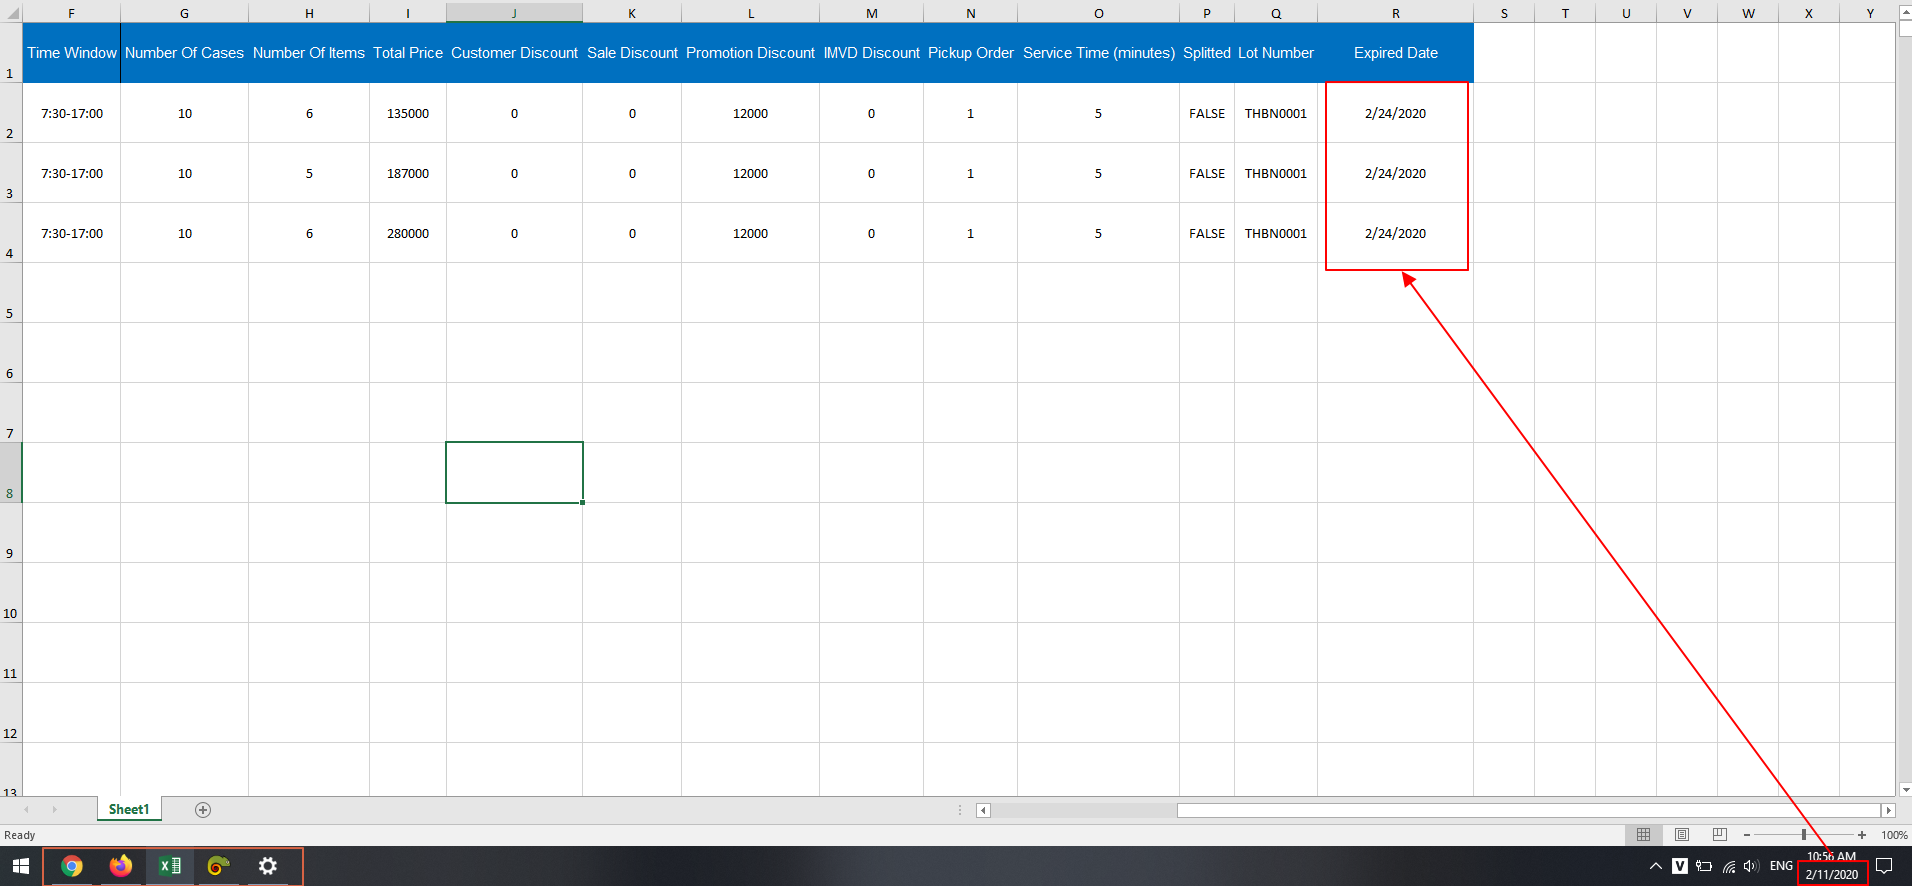 F G H I J K L M N O P Q R S T U V W X Y
1 Time Window Number Of Cases Number Of Items Total Price Customer Discount Sale Discount Promotion Discount IMVD Discount Pickup Order Service Time (minutes) Splitted Lot Number Expired Date
2 7:30-17:00 10 6 135000 0 0 12000 0 1 5 FALSE THBN0001 2/24/2020
3 7:30-17:00 10 5 187000 0 0 12000 0 1 5 FALSE THBN0001 2/24/2020
4 7:30-17:00 10 6 280000 0 0 12000 0 1 5 FALSE THBN0001 2/24/2020
5
6
7
8
9
10
11
12
13
Sheet1
Ready 100%
V ENG 10:56 AM
2/11/2020